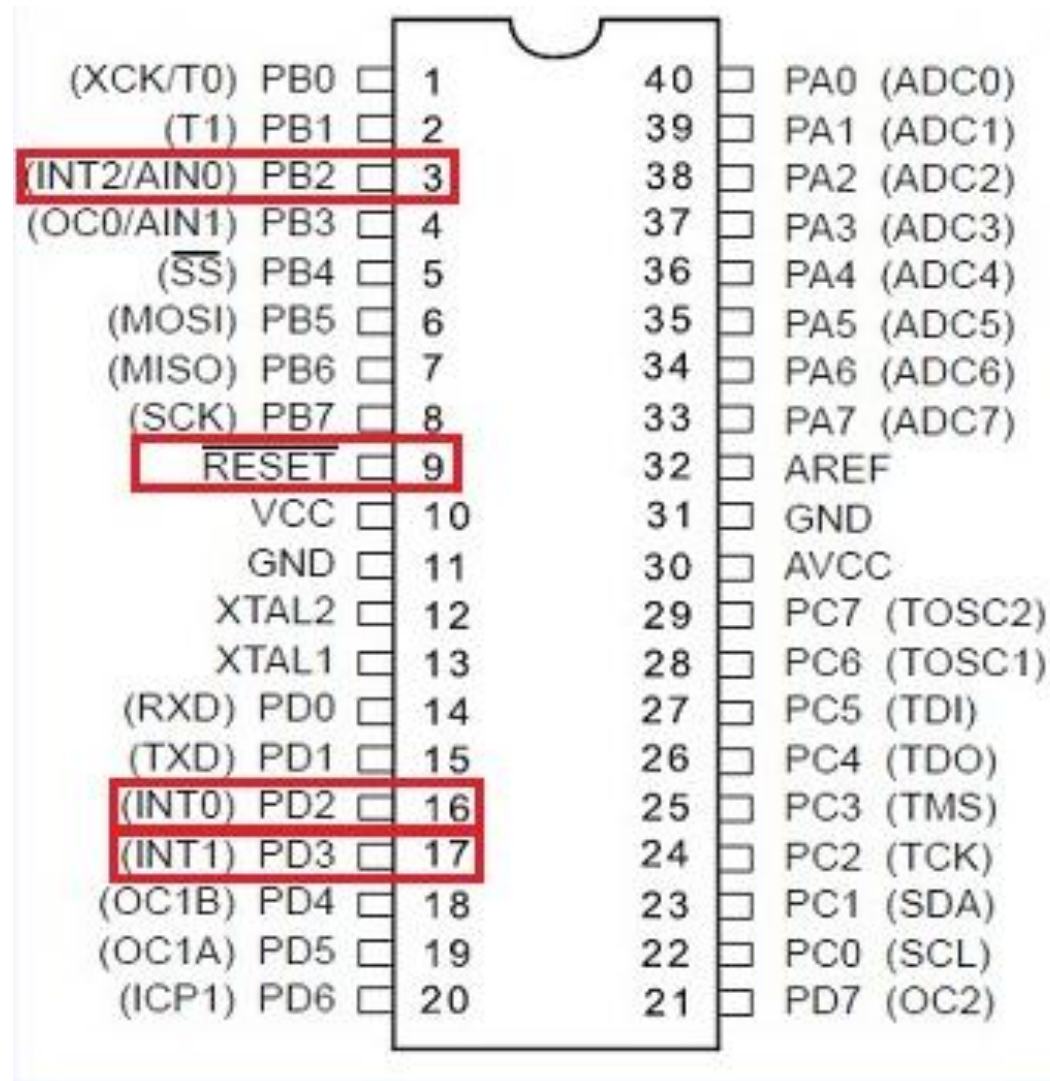 (XCK/T0) PB0 1 40 PA0 (ADC0)
(T1) PB1 2 39 PA1 (ADC1)
(INT2/AIN0) PB2 3 38 PA2 (ADC2)
(OC0/AIN1) PB3 4 37 PA3 (ADC3)
(SS) PB4 5 36 PA4 (ADC4)
(MOSI) PB5 6 35 PA5 (ADC5)
(MISO) PB6 7 34 PA6 (ADC6)
(SCK) PB7 8 33 PA7 (ADC7)
RESET 9 32 AREF
VCC 10 31 GND
GND 11 30 AVCC
XTAL2 12 29 PC7 (TOSC2)
XTAL1 13 28 PC6 (TOSC1)
(RXD) PD0 14 27 PC5 (TDI)
(TXD) PD1 15 26 PC4 (TDO)
(INT0) PD2 16 25 PC3 (TMS)
(INT1) PD3 17 24 PC2 (TCK)
(OC1B) PD4 18 23 PC1 (SDA)
(OC1A) PD5 19 22 PC0 (SCL)
(ICP1) PD6 20 21 PD7 (OC2)